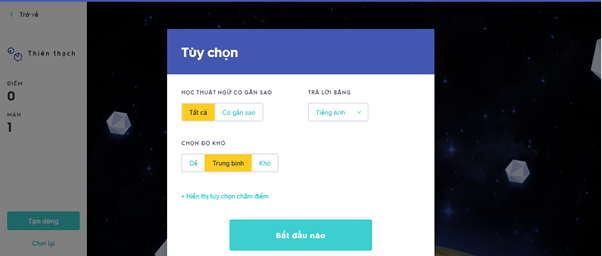 Trở về
Tùy chọn
Thiên thạch
HỌC THUẬT NGỮ CÓ GẮN SAO
TRẢ LỜI BẰNG
ĐIỂM
0
Tất cả
Có gắn sao
Tiếng Anh
MÀN
1
CHỌN ĐỘ KHÓ
Dễ
Trung bình
Khó
+ Hiển thị tùy chọn chấm điểm
Tạm dừng
Bắt đầu nào
Chơi lại